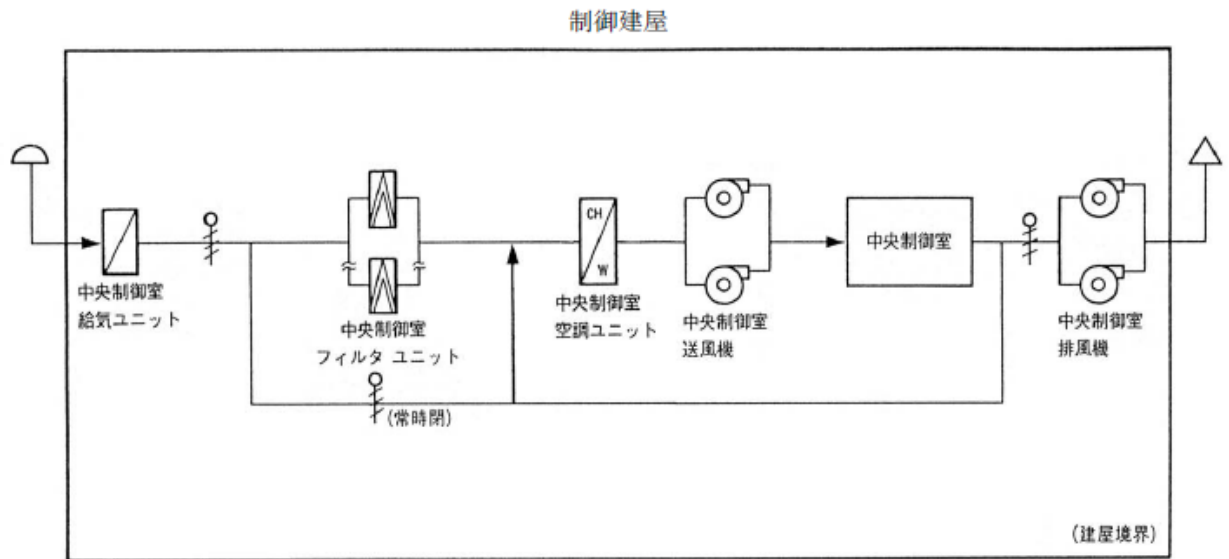 制御建屋
中央制御室
給気ユニット
中央制御室
フィルタ ユニット
(常時閉)
CH
W
中央制御室
空調ユニット
中央制御室
送風機
中央制御室
中央制御室
排風機
(建屋境界)